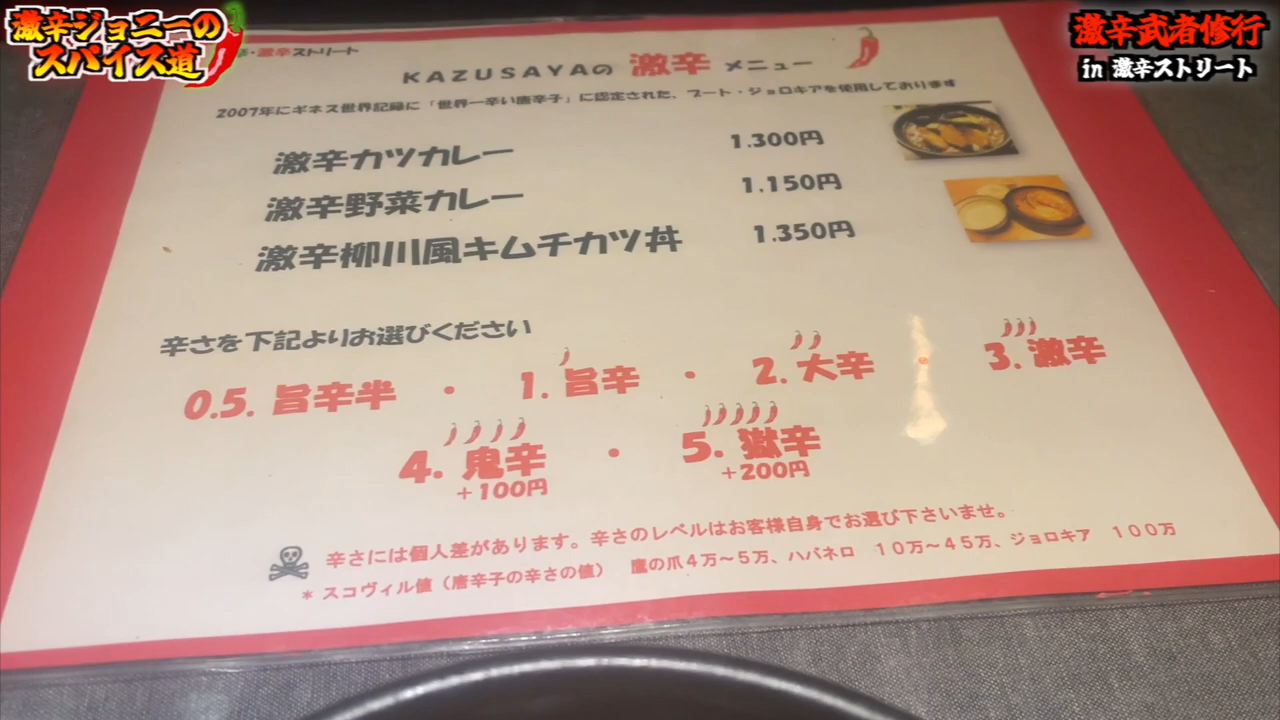 激辛ジョニーの
スパイス道
激辛武者修行
in 激辛ストリート
・激辛ストリート
KAZUSAYAの 激辛 メニュー
2007年にギネス世界記録に「世界一辛い唐辛子」に認定された、ブート・ジョロキアを使用しております
激辛カツカレー 1.300円
激辛野菜カレー 1.150円
激辛柳川風キムチカツ丼 1.350円
辛さを下記よりお選びください
0.5. 旨辛半 ・ 1. 旨辛 ・ 2. 大辛 ・ 3. 激辛
4. 鬼辛 ・ 5. 獄辛
+100円 +200円
辛さには個人差があります。辛さのレベルはお客様自身でお選び下さいませ。
* スコヴィル値（唐辛子の辛さの値） 鷹の爪４万～５万、ハバネロ １０万～４５万、ジョロキア １００万